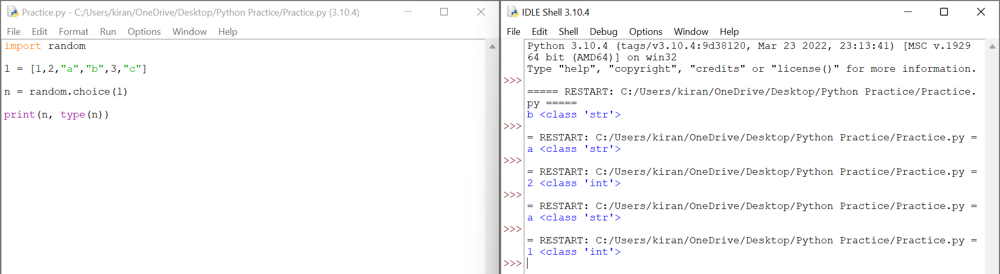 Practice.py - C:/Users/kiran/OneDrive/Desktop/Python Practice/Practice.py (3.10.4)
File Edit Format Run Options Window Help
import random
l = [1,2,"a","b",3,"c"]
n = random.choice(l)
print(n, type(n))
IDLE Shell 3.10.4
File Edit Shell Debug Options Window Help
Python 3.10.4 (tags/v3.10.4:9d38120, Mar 23 2022, 23:13:41) [MSC v.1929
64 bit (AMD64)] on win32
Type "help", "copyright", "credits" or "license()" for more information.
>>>
===== RESTART: C:/Users/kiran/OneDrive/Desktop/Python Practice/Practice.
py =====
b <class 'str'>
>>>
= RESTART: C:/Users/kiran/OneDrive/Desktop/Python Practice/Practice.py =
a <class 'str'>
>>>
= RESTART: C:/Users/kiran/OneDrive/Desktop/Python Practice/Practice.py =
2 <class 'int'>
>>>
= RESTART: C:/Users/kiran/OneDrive/Desktop/Python Practice/Practice.py =
a <class 'str'>
>>>
= RESTART: C:/Users/kiran/OneDrive/Desktop/Python Practice/Practice.py =
1 <class 'int'>
>>>